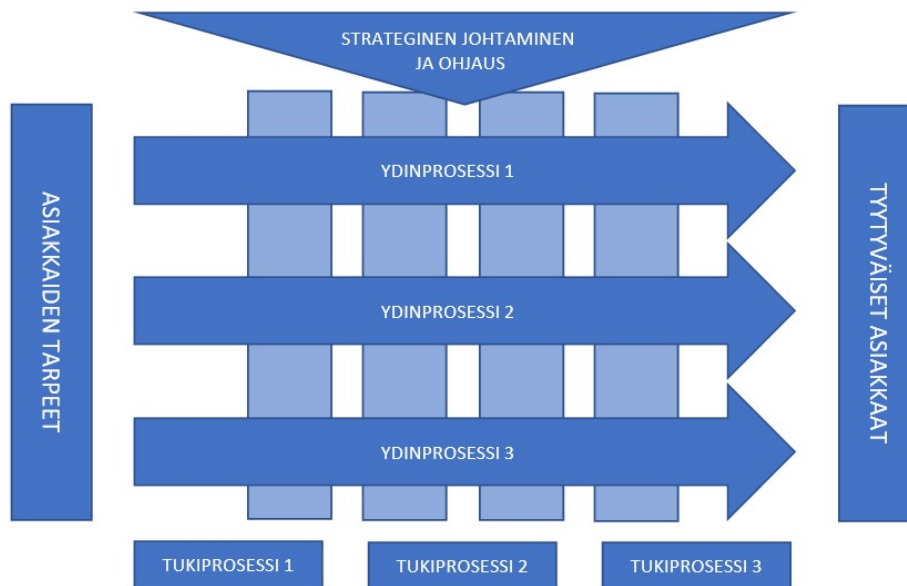 STRATEGINEN JOHTAMINEN
JA OHJAUS
ASIAKKAIDEN TARPEET
YDINPROSESSI 1
YDINPROSESSI 2
YDINPROSESSI 3
TYYTYVÄISET ASIAKKAAT
TUKIPROSESSI 1
TUKIPROSESSI 2
TUKIPROSESSI 3